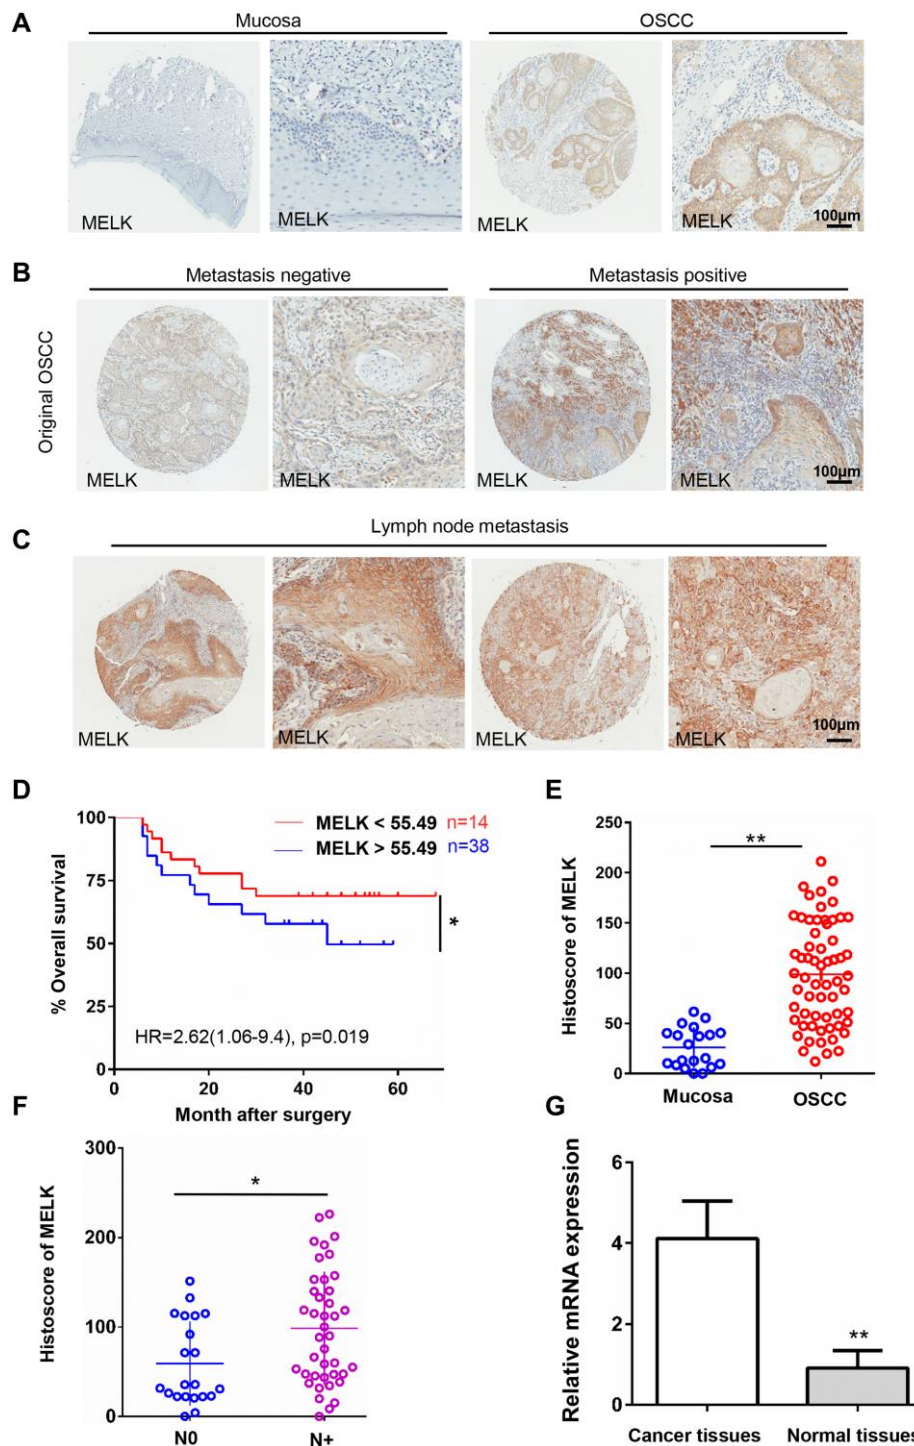 A
Mucosa
OSCC
MELK
MELK
MELK
MELK
100μm
B
Metastasis negative
Metastasis positive
Original OSCC
MELK
MELK
MELK
MELK
100μm
C
Lymph node metastasis
MELK
MELK
MELK
MELK
100μm
D
% Overall survival
100
75
50
25
0
MELK < 55.49 n=14
MELK > 55.49 n=38
*
HR=2.62(1.06-9.4), p=0.019
0 20 40 60
Month after surgery
E
Histoscore of MELK
250
200
150
100
50
0
**
Mucosa OSCC
F
Histoscore of MELK
300
200
100
0
*
N0 N+
G
Relative mRNA expression
6
4
2
0
**
Cancer tissues Normal tissues